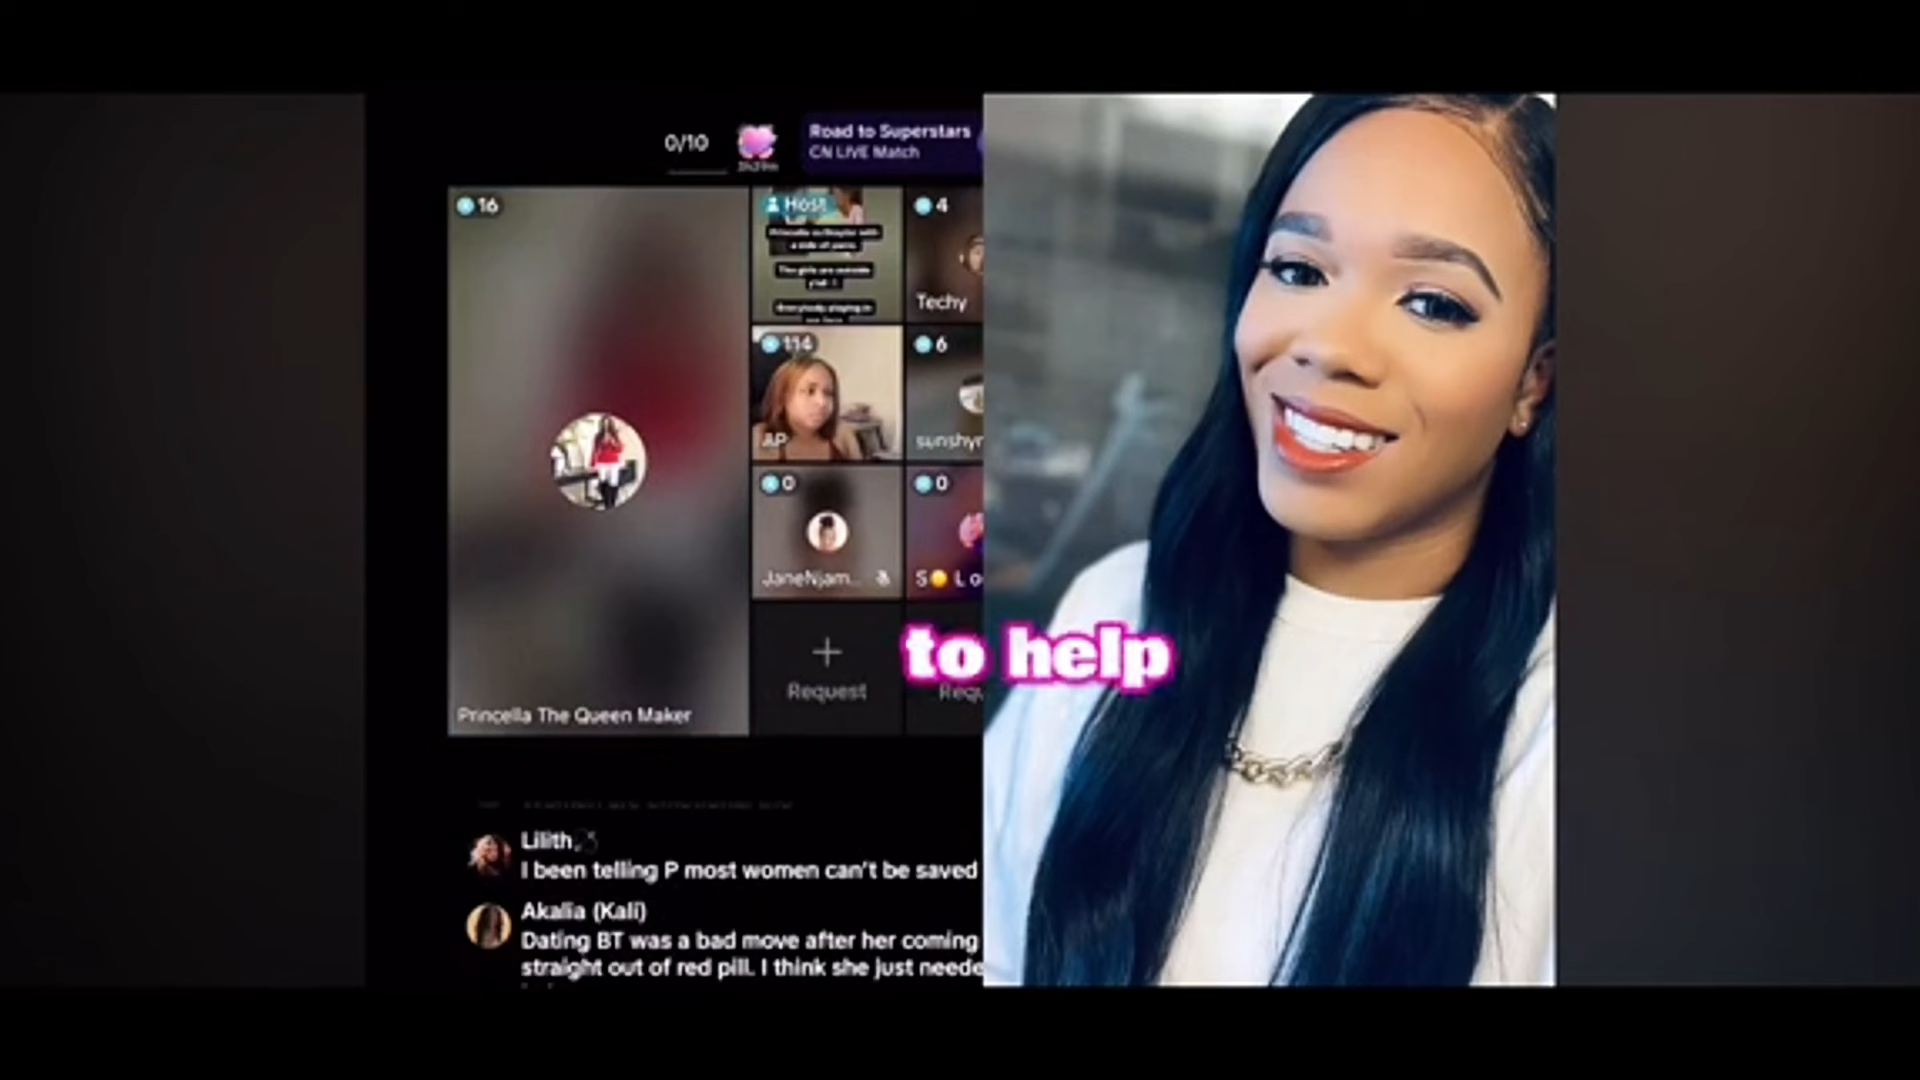 0/10
Road to Superstars
CN LIVE Match
16
Host
4
Techy
114
AP
6
sunshyn
0
JaneNjam...
0
S🌕 L o
Request
Requ
to help
Princella The Queen Maker
Lilith
I been telling P most women can't be saved
Akalia (Kali)
Dating BT was a bad move after her coming
straight out of red pill. I think she just neede